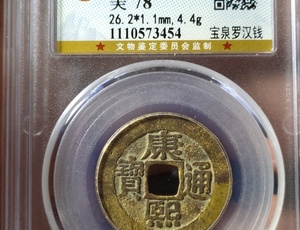 美 78
26.2*1.1mm,4.4g
1110573454 宝泉罗汉钱
文物鉴定委员会监制
康熙通寶